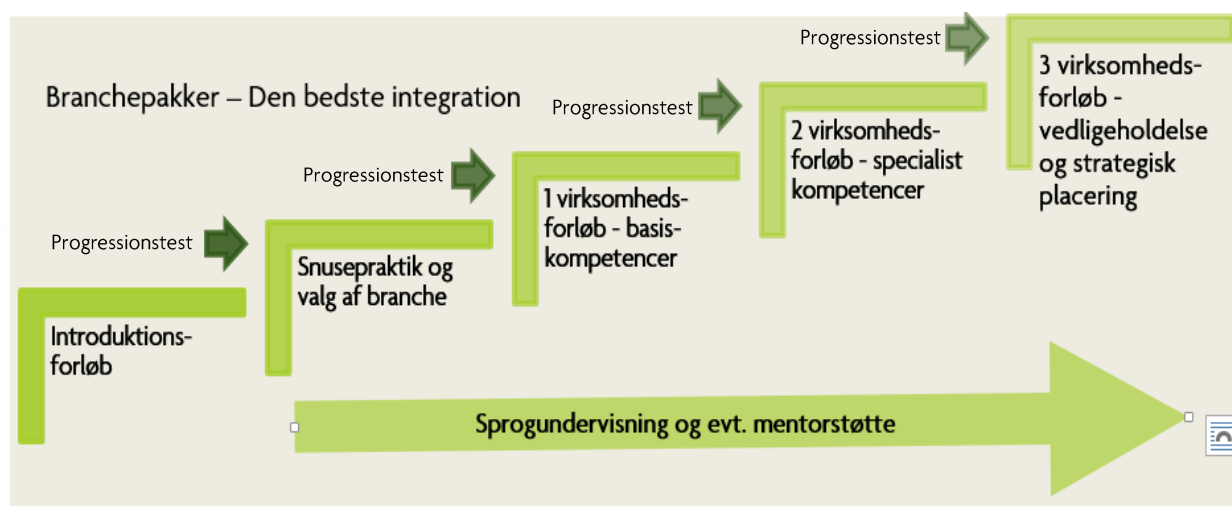 Branchepakker – Den bedste integration
Introduktions-
forløb
Progressionstest
Snusepraktik og
valg af branche
Progressionstest
1 virksomheds-
forløb - basis-
kompetencer
Progressionstest
2 virksomheds-
forløb - specialist
kompetencer
Progressionstest
3 virksomheds-
forløb -
vedligeholdelse
og strategisk
placering
Sprogundervisning og evt. mentorstøtte